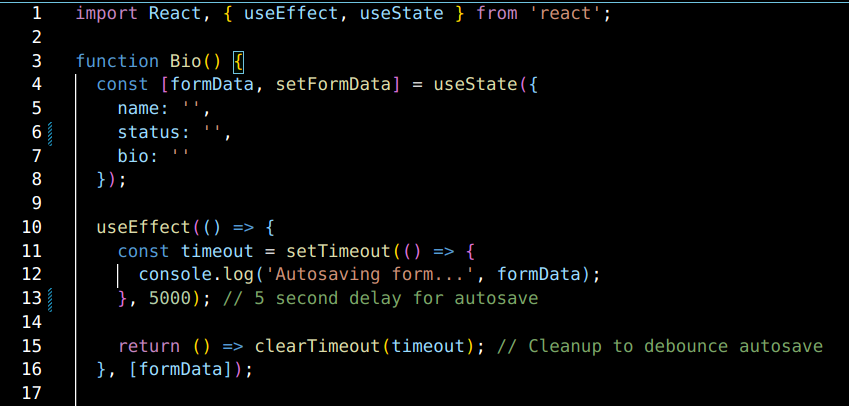 1 import React, { useEffect, useState } from 'react';
2
3 function Bio() {
4   const [formData, setFormData] = useState({
5     name: '',
6     status: '',
7     bio: ''
8   });
9
10   useEffect(() => {
11     const timeout = setTimeout(() => {
12       console.log('Autosaving form...', formData);
13     }, 5000); // 5 second delay for autosave
14
15     return () => clearTimeout(timeout); // Cleanup to debounce autosave
16   }, [formData]);
17